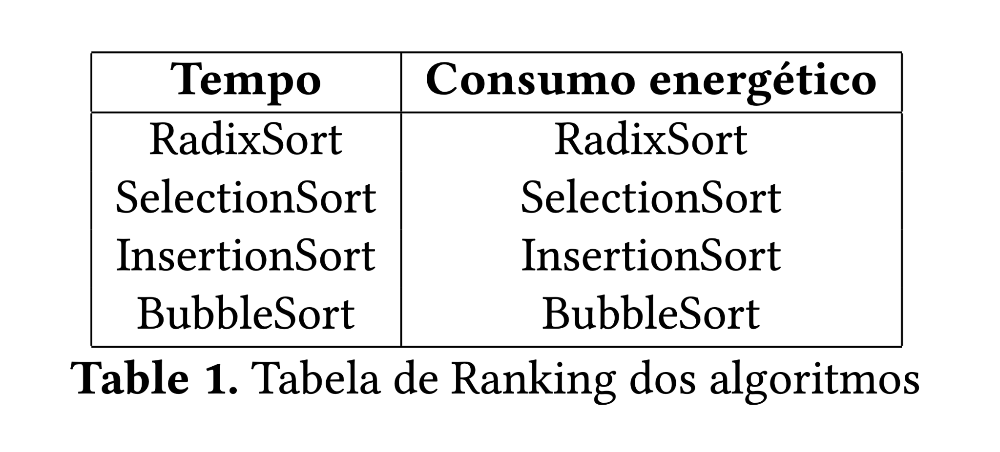 Tempo Consumo energético
RadixSort RadixSort
SelectionSort SelectionSort
InsertionSort InsertionSort
BubbleSort BubbleSort
Table 1. Tabela de Ranking dos algoritmos